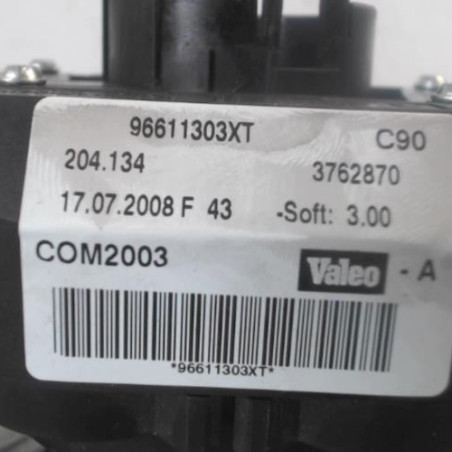 96611303XT C90
204.134 3762870
17.07.2008 F 43 -Soft: 3.00
COM2003 Valeo - A
*96611303XT*